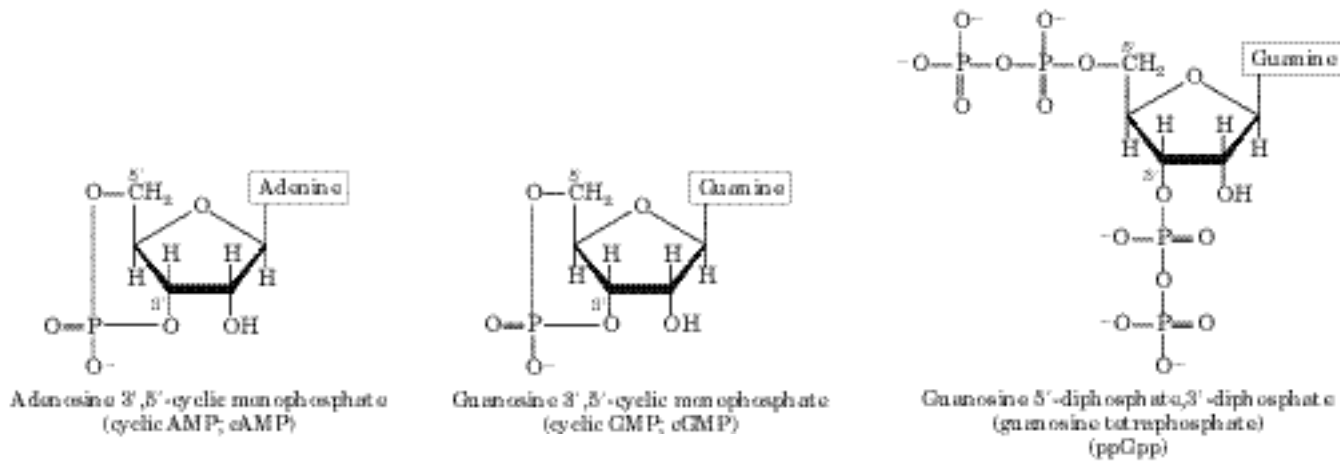 O⁻ O⁻
⁻O—P—O—P—O—CH₂
5′
O
Guanine
O O
H H
H H
3′
O OH
⁻O—P=O
O
⁻O—P=O
O⁻
Guanosine 5′-diphosphate,3′-diphosphate
(guanosine tetraphosphate)
(ppGpp)
5′
O—CH₂
O
Adenine
H H
H H
3′
O=P—O OH
O⁻
Adenosine 3′,5′-cyclic monophosphate
(cyclic AMP; cAMP)
5′
O—CH₂
O
Guanine
H H
H H
3′
O=P—O OH
O⁻
Guanosine 3′,5′-cyclic monophosphate
(cyclic GMP; cGMP)